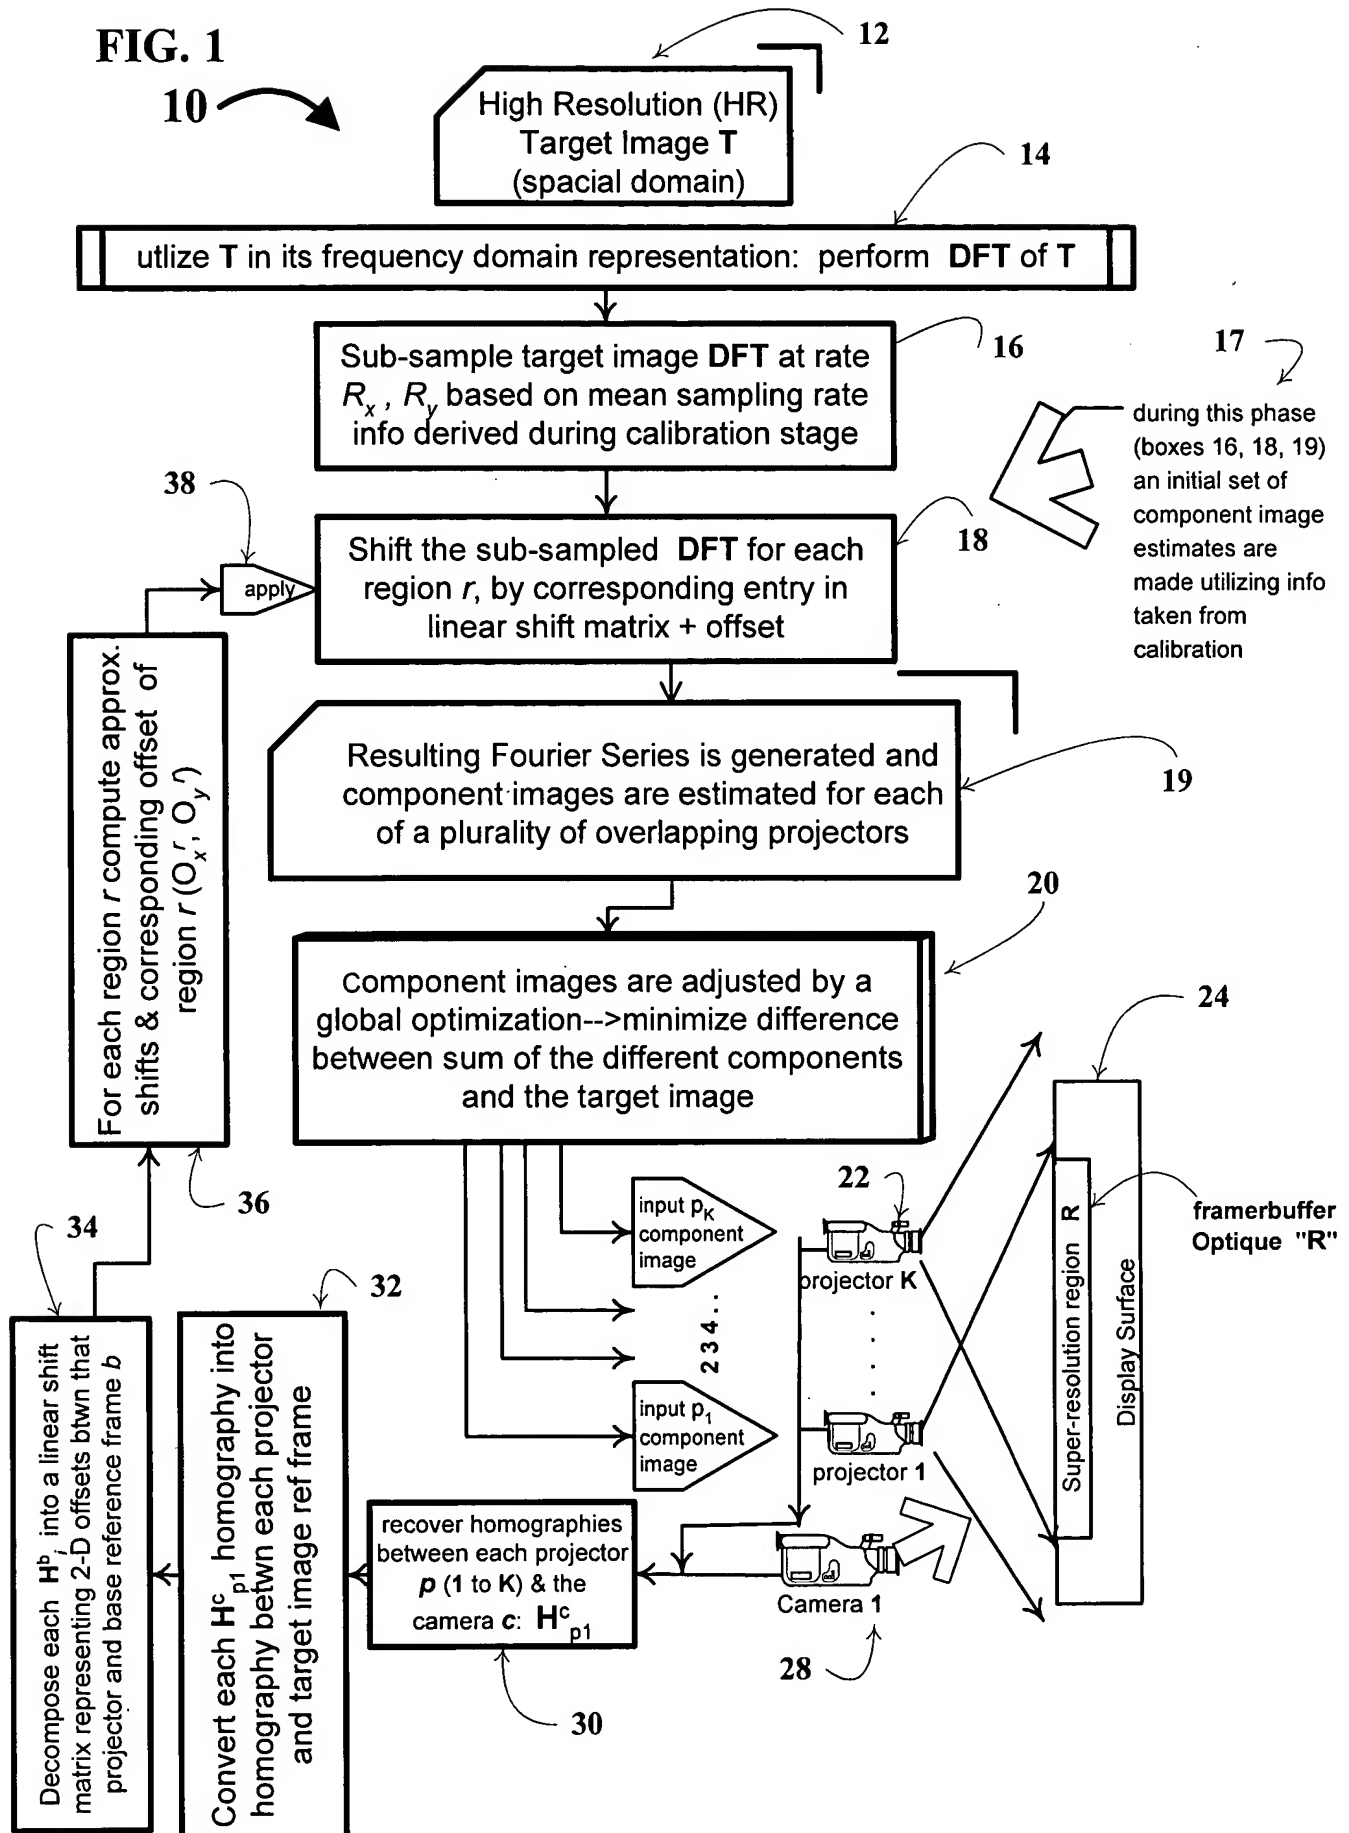 FIG. 1
10
12
High Resolution (HR)
Target Image T
(spacial domain)
14
utlize T in its frequency domain representation: perform DFT of T
16
Sub-sample target image DFT at rate
Rx , Ry based on mean sampling rate
info derived during calibration stage
17
during this phase
(boxes 16, 18, 19)
an initial set of
component image
estimates are
made utilizing info
taken from
calibration
38
apply
18
Shift the sub-sampled DFT for each
region r, by corresponding entry in
linear shift matrix + offset
19
Resulting Fourier Series is generated and
component images are estimated for each
of a plurality of overlapping projectors
20
Component images are adjusted by a
global optimization-->minimize difference
between sum of the different components
and the target image
For each region r compute approx.
shifts & corresponding offset of
region r (Oxr, Oyr)
36
24
22
input pK
component
image
projector K
2 3 4 . . .
input p1
component
image
projector 1
Super-resolution region R
Display Surface
framerbuffer
Optique "R"
Camera 1
28
recover homographies
between each projector
p (1 to K) & the
camera c: Hcp1
30
32
Convert each Hcp1 homography into
homography betwn each projector
and target image ref frame
34
Decompose each Hbi into a linear shift
matrix representing 2-D offsets btwn that
projector and base reference frame b